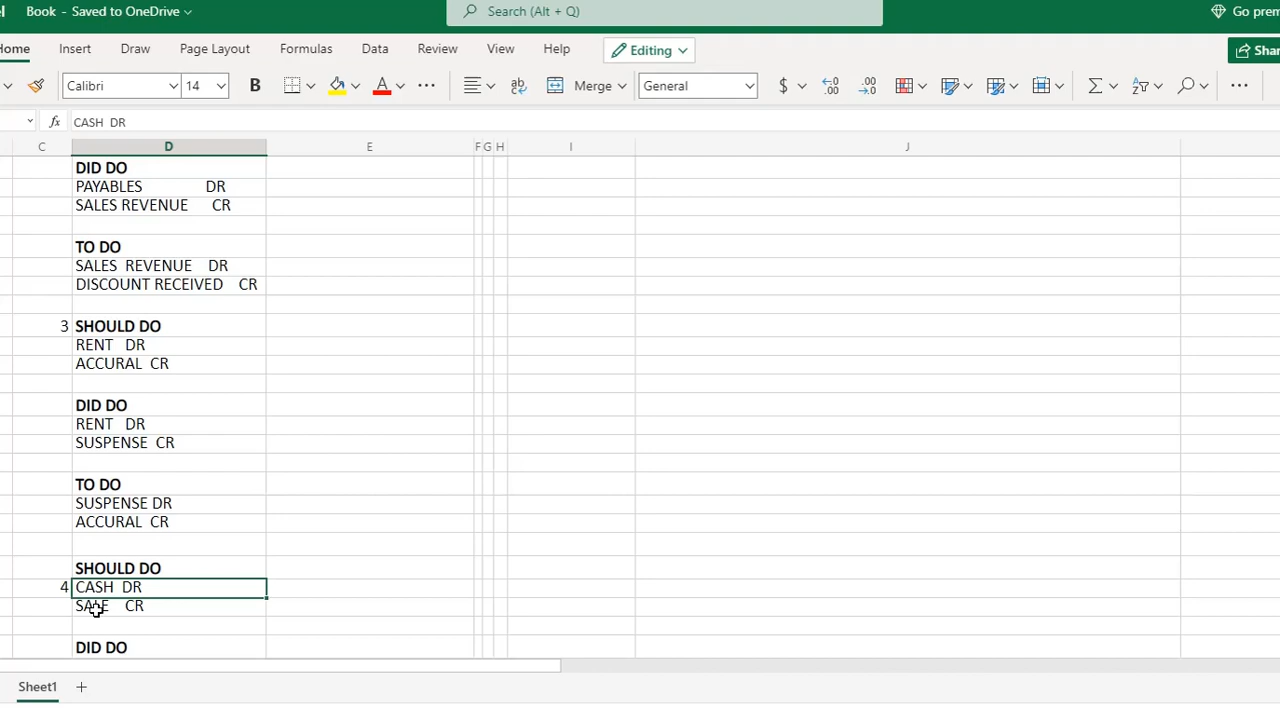 Book - Saved to OneDrive
Search (Alt + Q)
Go prem
Home Insert Draw Page Layout Formulas Data Review View Help Editing
Shar
Calibri 14 B A General $
Merge
fx CASH DR
C D E F G H I J
DID DO
PAYABLES DR
SALES REVENUE CR
TO DO
SALES REVENUE DR
DISCOUNT RECEIVED CR
3 SHOULD DO
RENT DR
ACCURAL CR
DID DO
RENT DR
SUSPENSE CR
TO DO
SUSPENSE DR
ACCURAL CR
SHOULD DO
4 CASH DR
SALE CR
DID DO
Sheet1